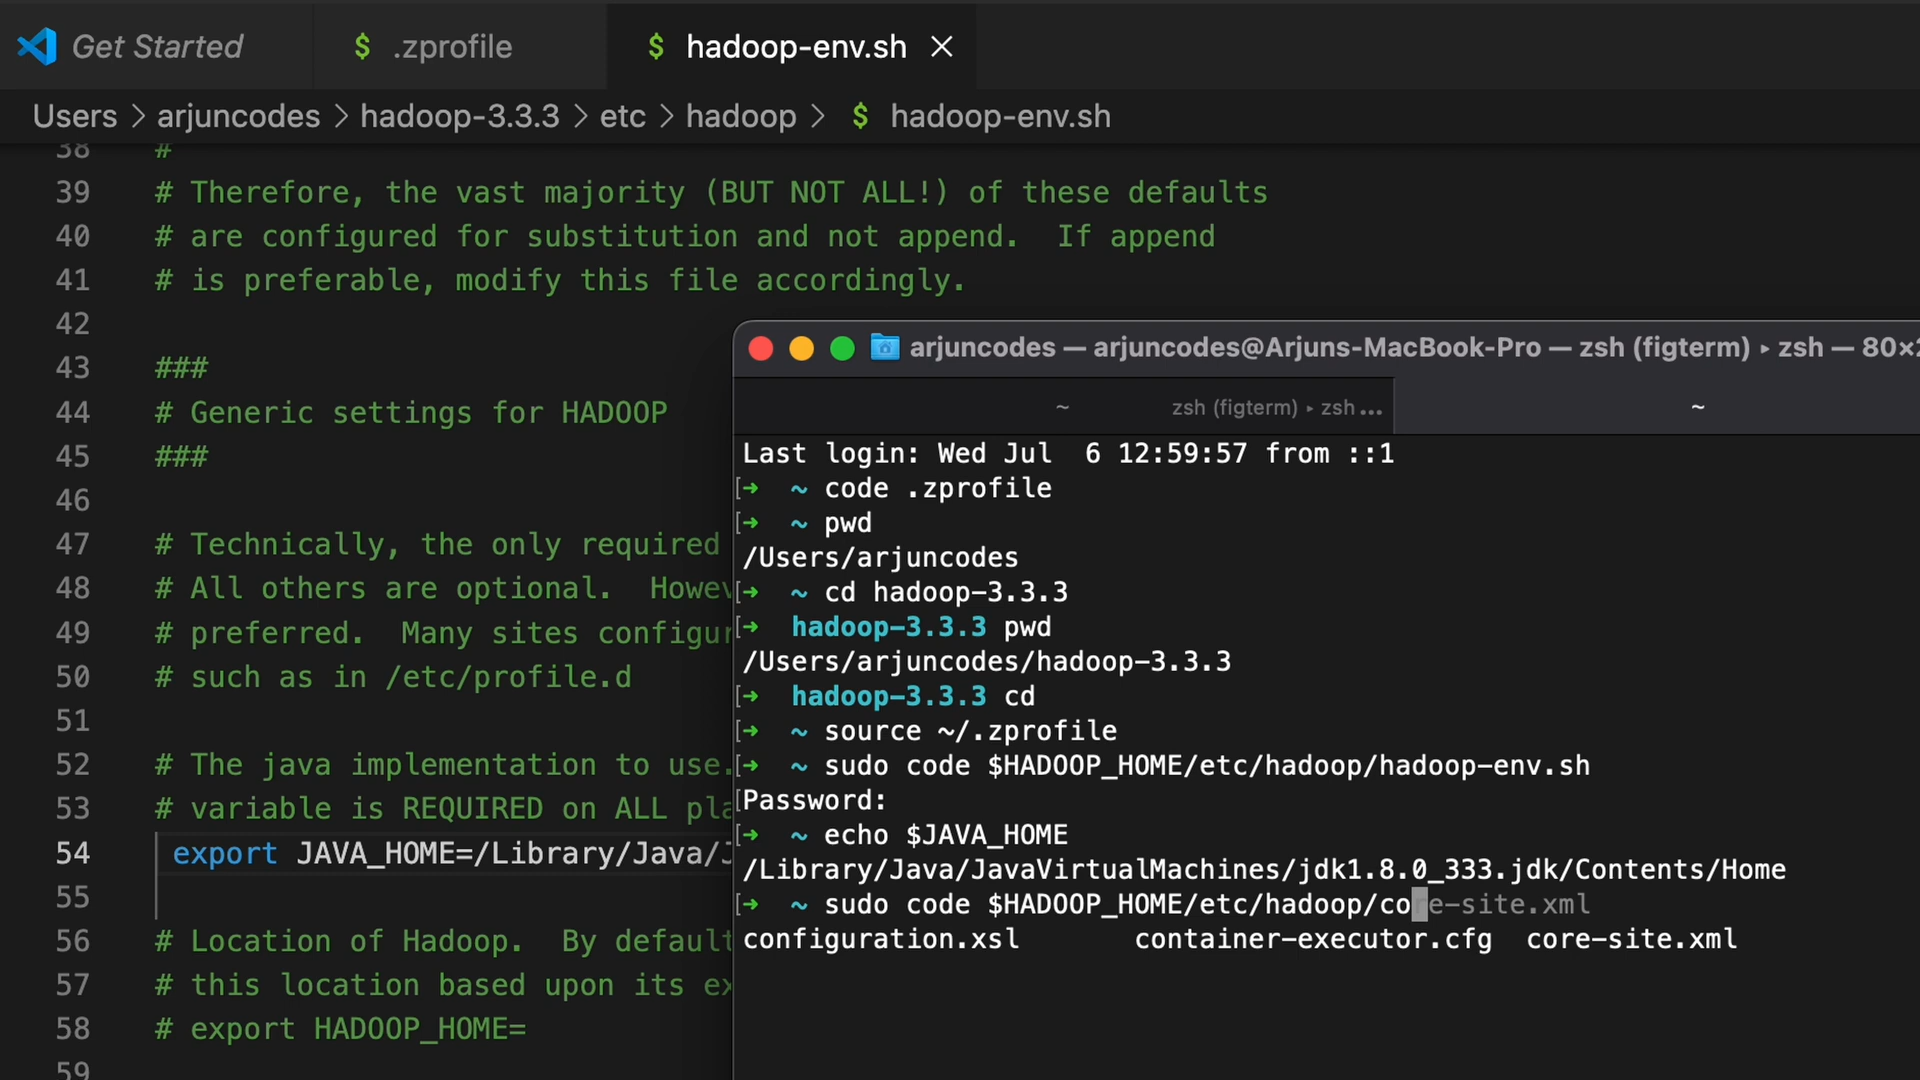 Get Started
$ .zprofile
$ hadoop-env.sh
Users > arjuncodes > hadoop-3.3.3 > etc > hadoop > $ hadoop-env.sh
38 #
39 # Therefore, the vast majority (BUT NOT ALL!) of these defaults
40 # are configured for substitution and not append.  If append
41 # is preferable, modify this file accordingly.
42
43 ###
44 # Generic settings for HADOOP
45 ###
46
47 # Technically, the only required
48 # All others are optional.  Howev
49 # preferred.  Many sites configur
50 # such as in /etc/profile.d
51
52 # The java implementation to use.
53 # variable is REQUIRED on ALL pla
54 export JAVA_HOME=/Library/Java/J
55
56 # Location of Hadoop.  By default
57 # this location based upon its ex
58 # export HADOOP_HOME=
59
arjuncodes — arjuncodes@Arjuns-MacBook-Pro — zsh (figterm) ▸ zsh — 80×2
~ zsh (figterm) ▸ zsh ...
~
Last login: Wed Jul  6 12:59:57 from ::1
[➜  ~ code .zprofile
[➜  ~ pwd
/Users/arjuncodes
[➜  ~ cd hadoop-3.3.3
[➜  hadoop-3.3.3 pwd
/Users/arjuncodes/hadoop-3.3.3
[➜  hadoop-3.3.3 cd
[➜  ~ source ~/.zprofile
[➜  ~ sudo code $HADOOP_HOME/etc/hadoop/hadoop-env.sh
[Password:
[➜  ~ echo $JAVA_HOME
/Library/Java/JavaVirtualMachines/jdk1.8.0_333.jdk/Contents/Home
[➜  ~ sudo code $HADOOP_HOME/etc/hadoop/core-site.xml
configuration.xsl       container-executor.cfg  core-site.xml